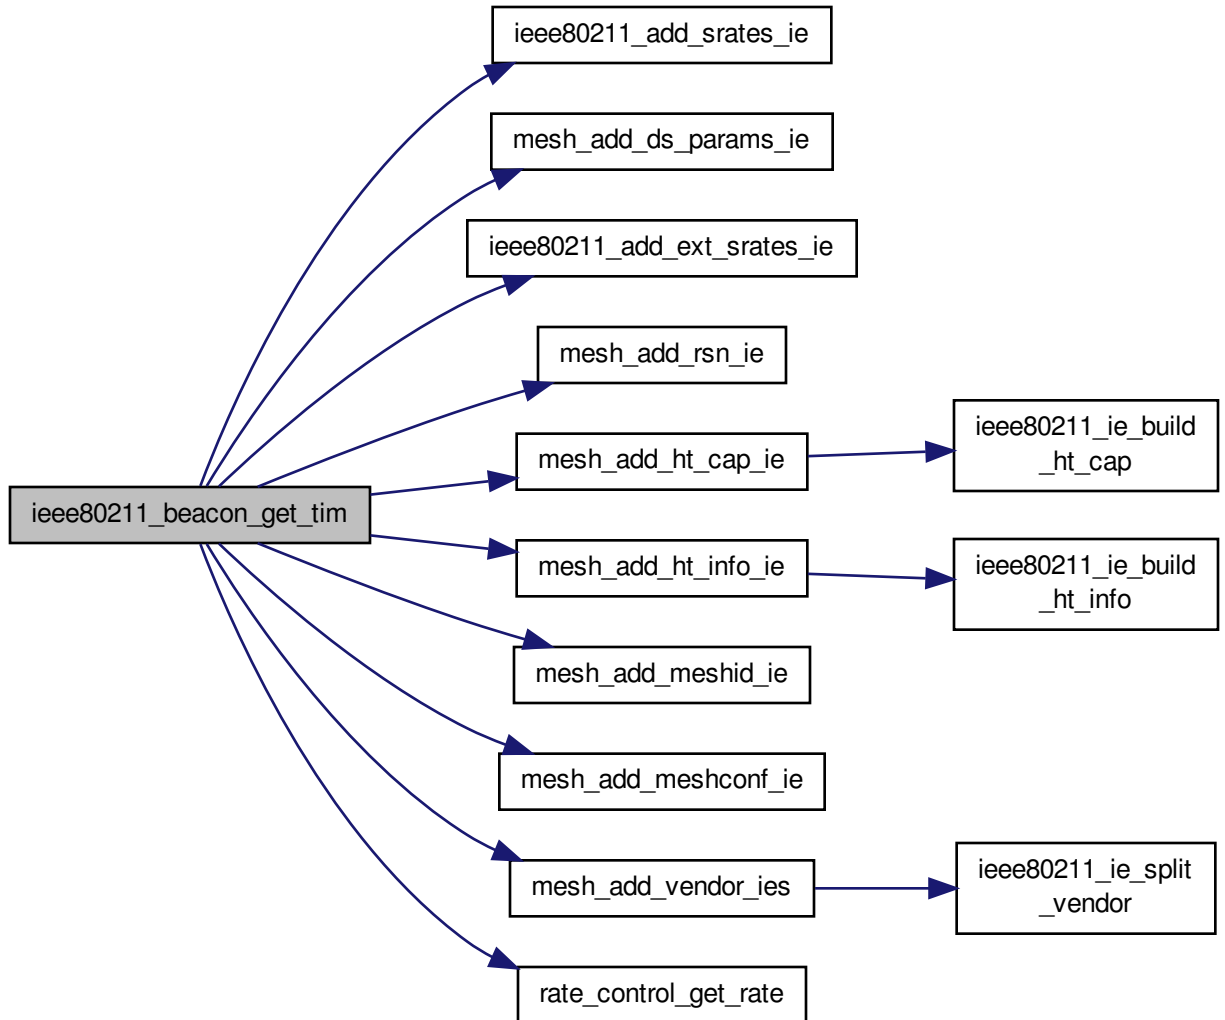 ieee80211_add_srates_ie
mesh_add_ds_params_ie
ieee80211_add_ext_srates_ie
mesh_add_rsn_ie
ieee80211_ie_build
_ht_cap
mesh_add_ht_cap_ie
ieee80211_beacon_get_tim
mesh_add_ht_info_ie
ieee80211_ie_build
_ht_info
mesh_add_meshid_ie
mesh_add_meshconf_ie
mesh_add_vendor_ies
ieee80211_ie_split
_vendor
rate_control_get_rate